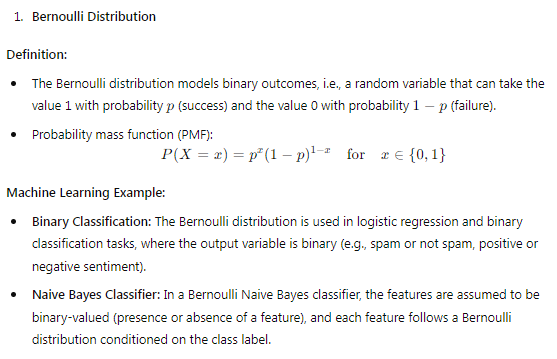 1. Bernoulli Distribution
Definition:
• The Bernoulli distribution models binary outcomes, i.e., a random variable that can take the
value 1 with probability p (success) and the value 0 with probability 1 − p (failure).
• Probability mass function (PMF):
P(X = x) = pˣ(1 − p)¹⁻ˣ for x ∈ {0, 1}
Machine Learning Example:
• Binary Classification: The Bernoulli distribution is used in logistic regression and binary
classification tasks, where the output variable is binary (e.g., spam or not spam, positive or
negative sentiment).
• Naive Bayes Classifier: In a Bernoulli Naive Bayes classifier, the features are assumed to be
binary-valued (presence or absence of a feature), and each feature follows a Bernoulli
distribution conditioned on the class label.